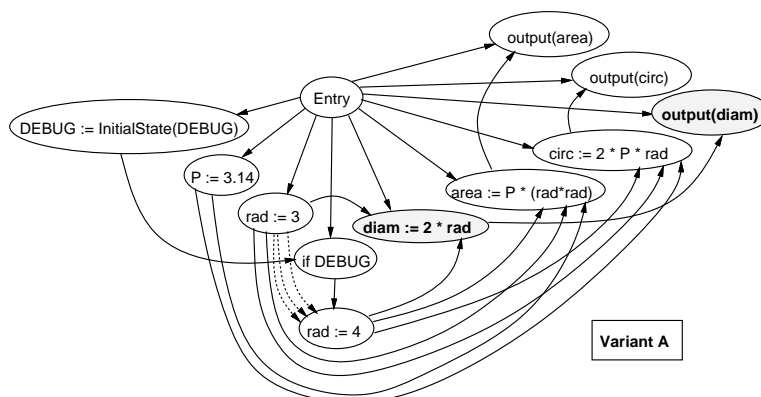 output(area)
output(circ)
Entry
output(diam)
DEBUG := InitialState(DEBUG)
circ := 2 * P * rad
P := 3.14
area := P * (rad*rad)
rad := 3
diam := 2 * rad
if DEBUG
rad := 4
Variant A